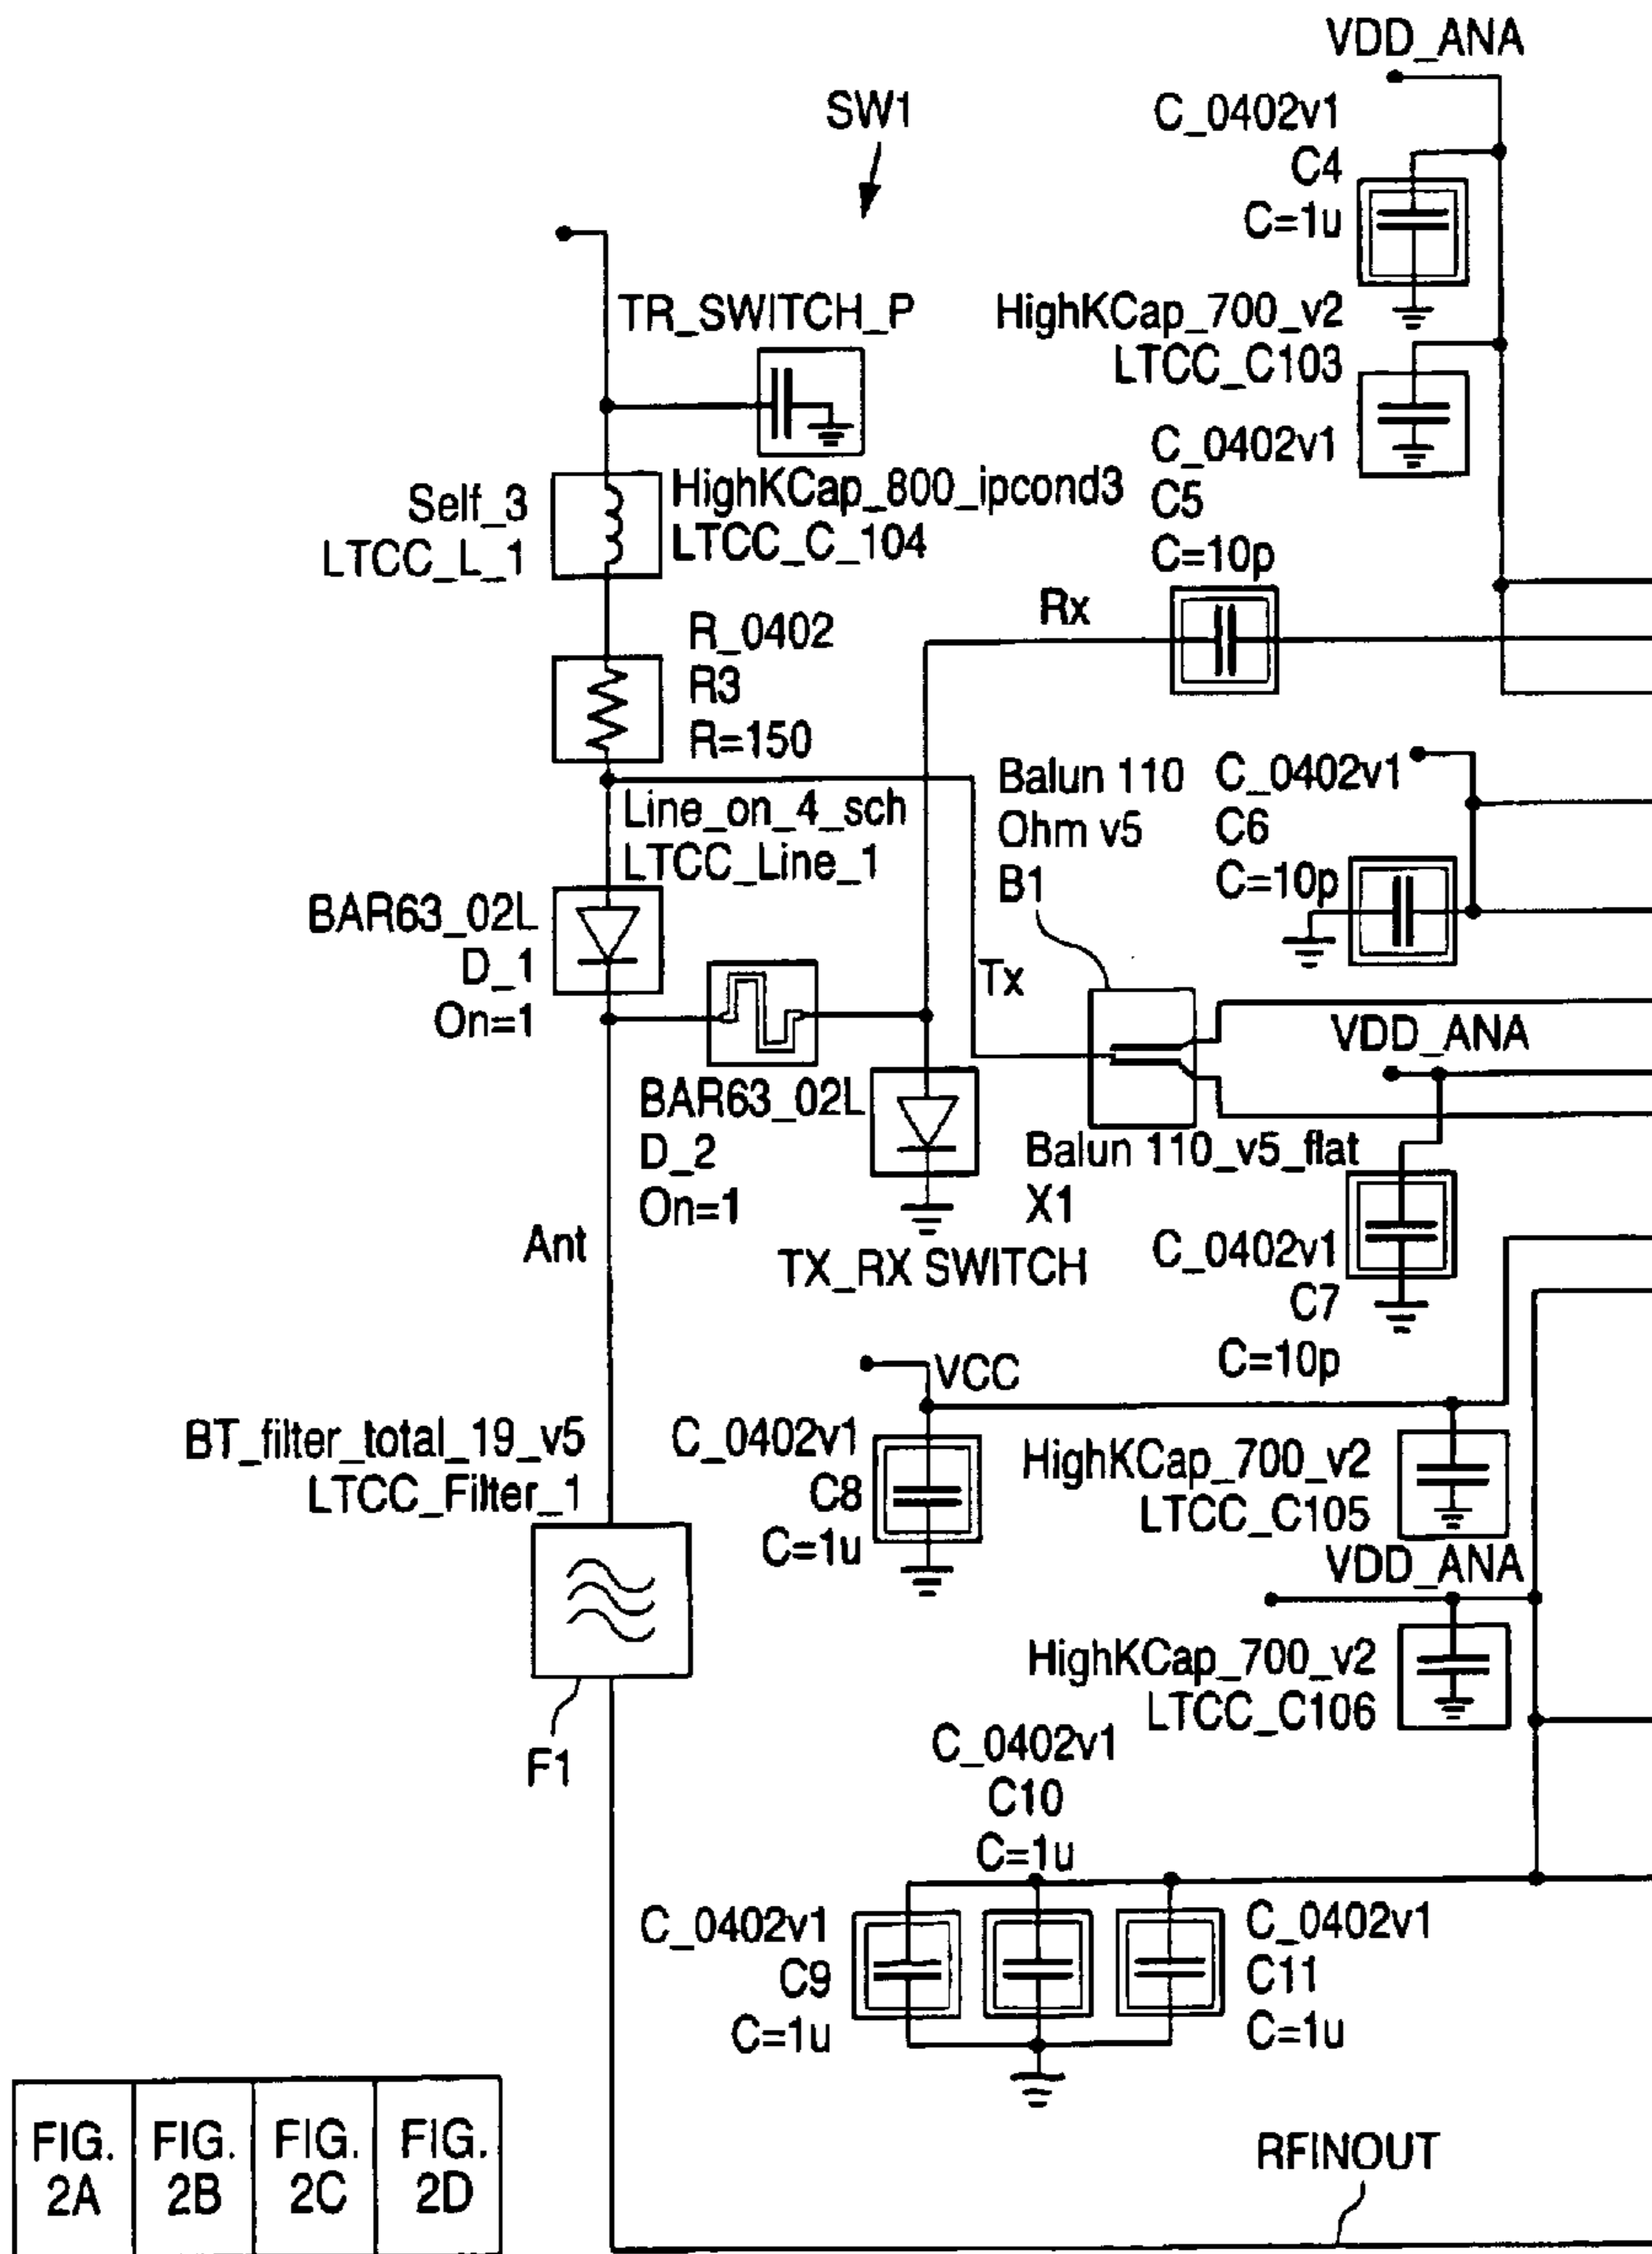 VDD_ANA
SW1
C_0402v1
C4
C=1u
TR_SWITCH_P
HighKCap_700_v2
LTCC_C103
C_0402v1
C5
C=10p
Self_3
LTCC_L_1
HighKCap_800_ipcond3
LTCC_C_104
Rx
R_0402
R3
R=150
Line_on_4_sch
LTCC_Line_1
Balun 110
Ohm v5
B1
C_0402v1
C6
C=10p
BAR63_02L
D_1
On=1
Tx
VDD_ANA
BAR63_02L
D_2
On=1
Balun 110_v5_flat
X1
Ant
TX_RX SWITCH
C_0402v1
C7
C=10p
VCC
BT_filter_total_19_v5
LTCC_Filter_1
C_0402v1
C8
C=1u
HighKCap_700_v2
LTCC_C105
VDD_ANA
HighKCap_700_v2
LTCC_C106
F1
C_0402v1
C10
C=1u
C_0402v1
C9
C=1u
C_0402v1
C11
C=1u
FIG. 2A
FIG. 2B
FIG. 2C
FIG. 2D
RFINOUT